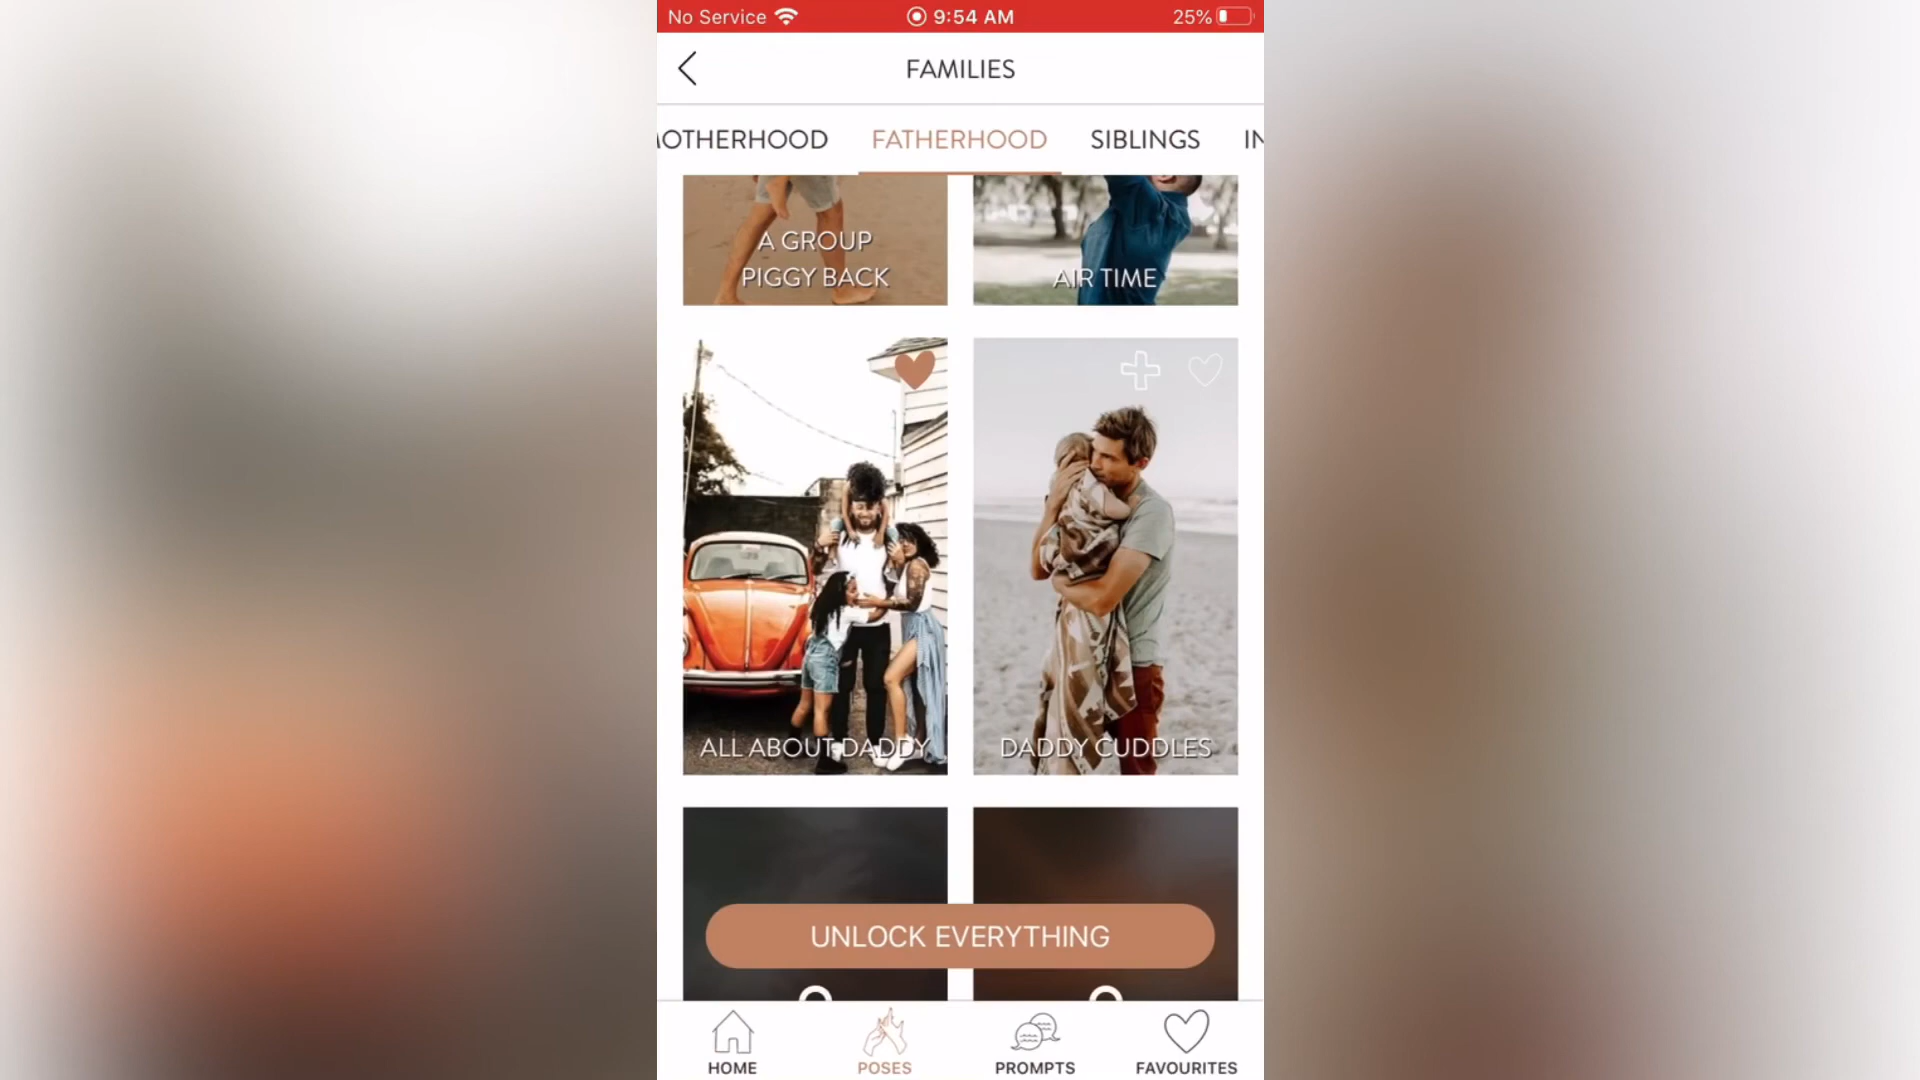 No Service
9:54 AM
25%
FAMILIES
OTHERHOOD
FATHERHOOD
SIBLINGS
IN
A GROUP
PIGGY BACK
AIR TIME
ALL ABOUT DADDY
DADDY CUDDLES
UNLOCK EVERYTHING
HOME
POSES
PROMPTS
FAVOURITES